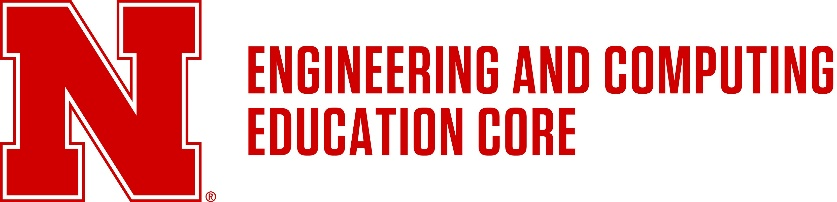 N®
ENGINEERING AND COMPUTING
EDUCATION CORE